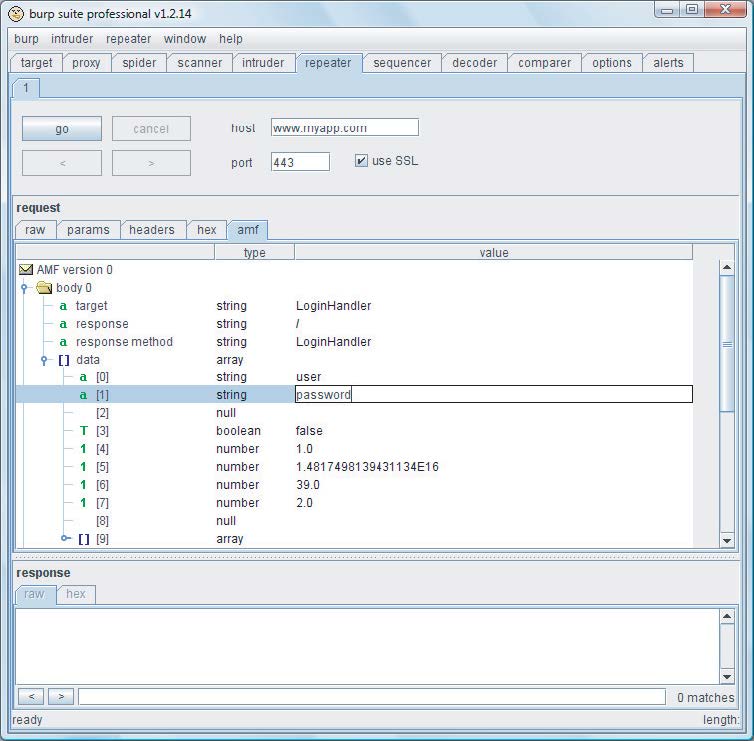 burp suite professional v1.2.14
burp intruder repeater window help
target proxy spider scanner intruder repeater sequencer decoder comparer options alerts
1
go cancel host www.myapp.com
< > port 443 use SSL
request
raw params headers hex amf
type value
AMF version 0
body 0
a target string LoginHandler
a response string /
a response method string LoginHandler
[] data array
a [0] string user
a [1] string password
[2] null
T [3] boolean false
1 [4] number 1.0
1 [5] number 1.4817498139431134E16
1 [6] number 39.0
1 [7] number 2.0
[8] null
[] [9] array
response
raw hex
< > 0 matches
ready length: